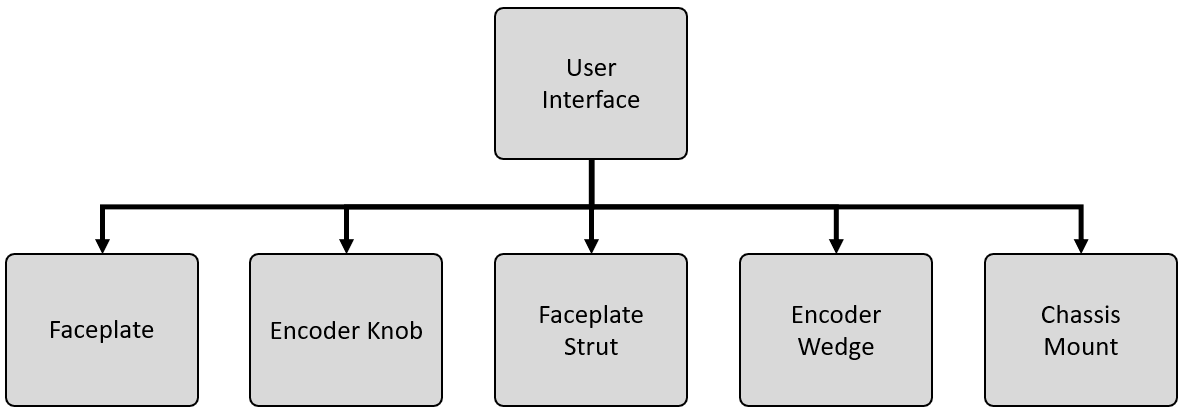 User
Interface
Faceplate
Encoder Knob
Faceplate
Strut
Encoder
Wedge
Chassis
Mount